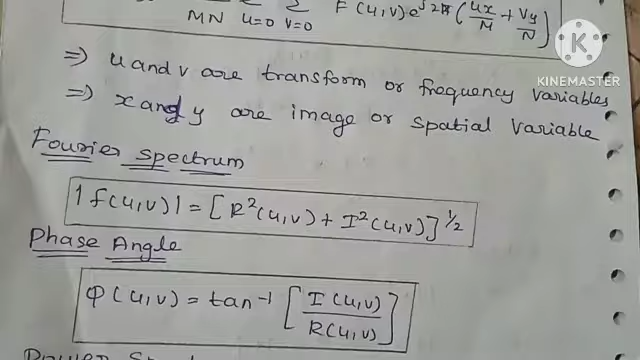 MN u=0 v=0 F(u,v) e^j2π(ux/M + vy/N)
KINEMASTER
⇒ u and v are transform or frequency variables
⇒ x and y are image or spatial variable
Fourier spectrum
|f(u,v)| = [R²(u,v) + I²(u,v)]^1/2
Phase Angle
φ(u,v) = tan⁻¹ [I(u,v)/R(u,v)]